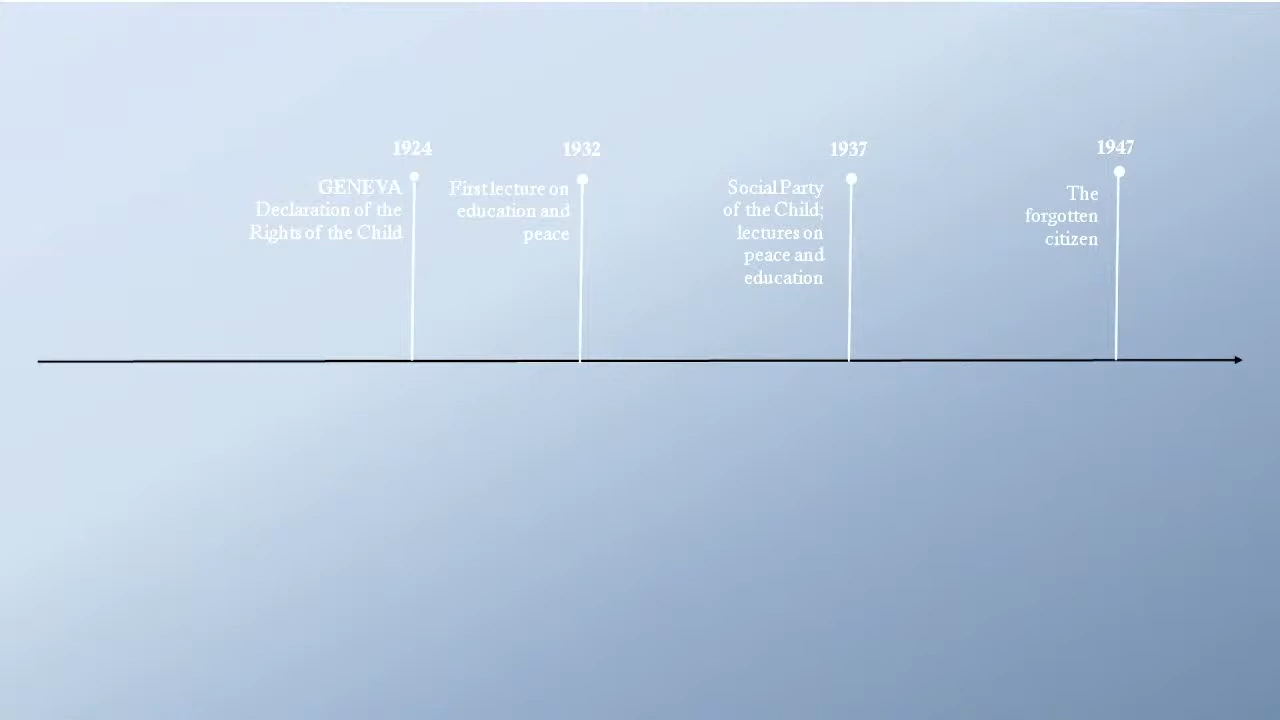 1924
GENEVA
Declaration of the
Rights of the Child
1932
First lecture on
education and
peace
1937
Social Party
of the Child;
lectures on
peace and
education
1947
The
forgotten
citizen